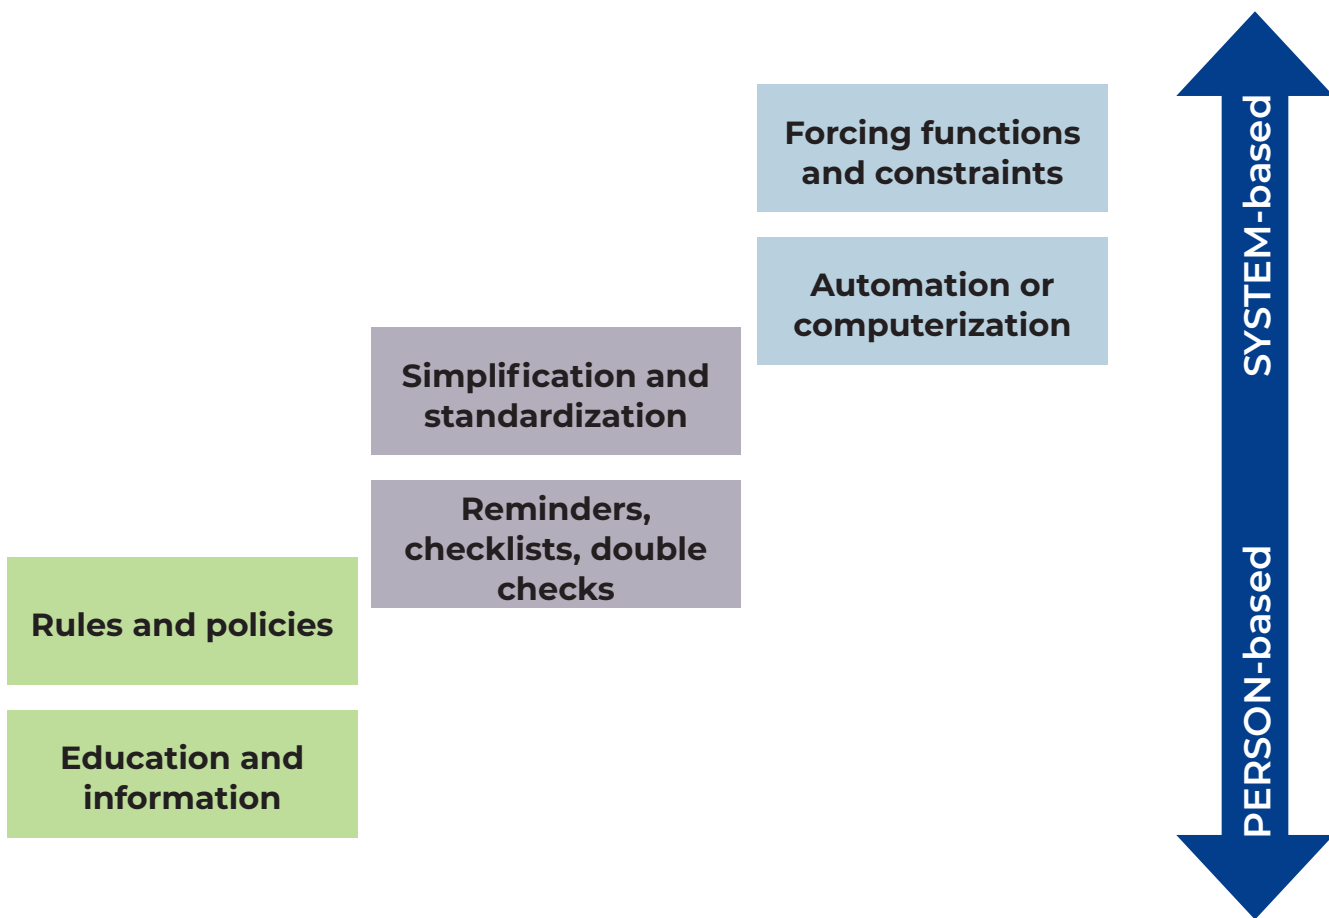 Forcing functions
and constraints
Automation or
computerization
Simplification and
standardization
Reminders,
checklists, double
checks
Rules and policies
Education and
information
SYSTEM-based
PERSON-based